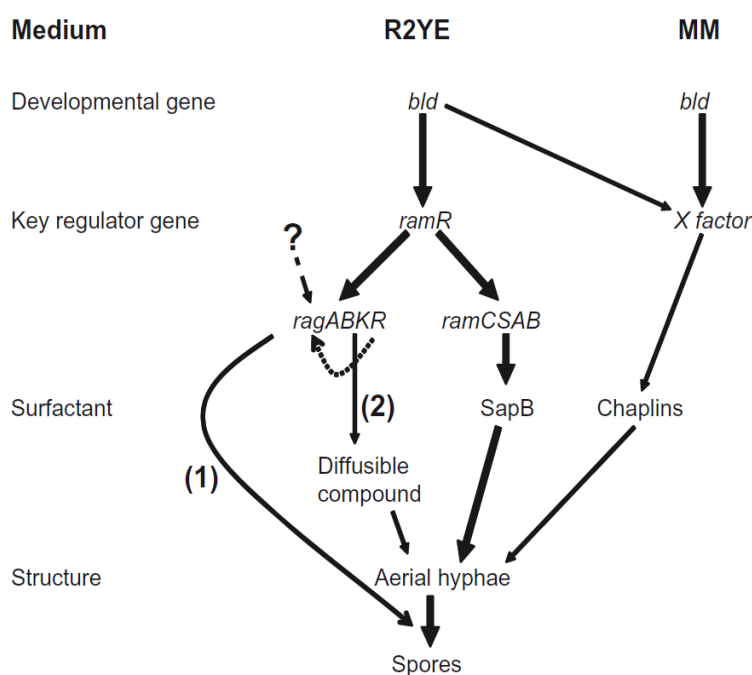 Medium R2YE MM
Developmental gene bld bld
Key regulator gene ramR X factor
?
ragABKR ramCSAB
Surfactant (2) SapB Chaplins
(1) Diffusible
compound
Structure Aerial hyphae
Spores